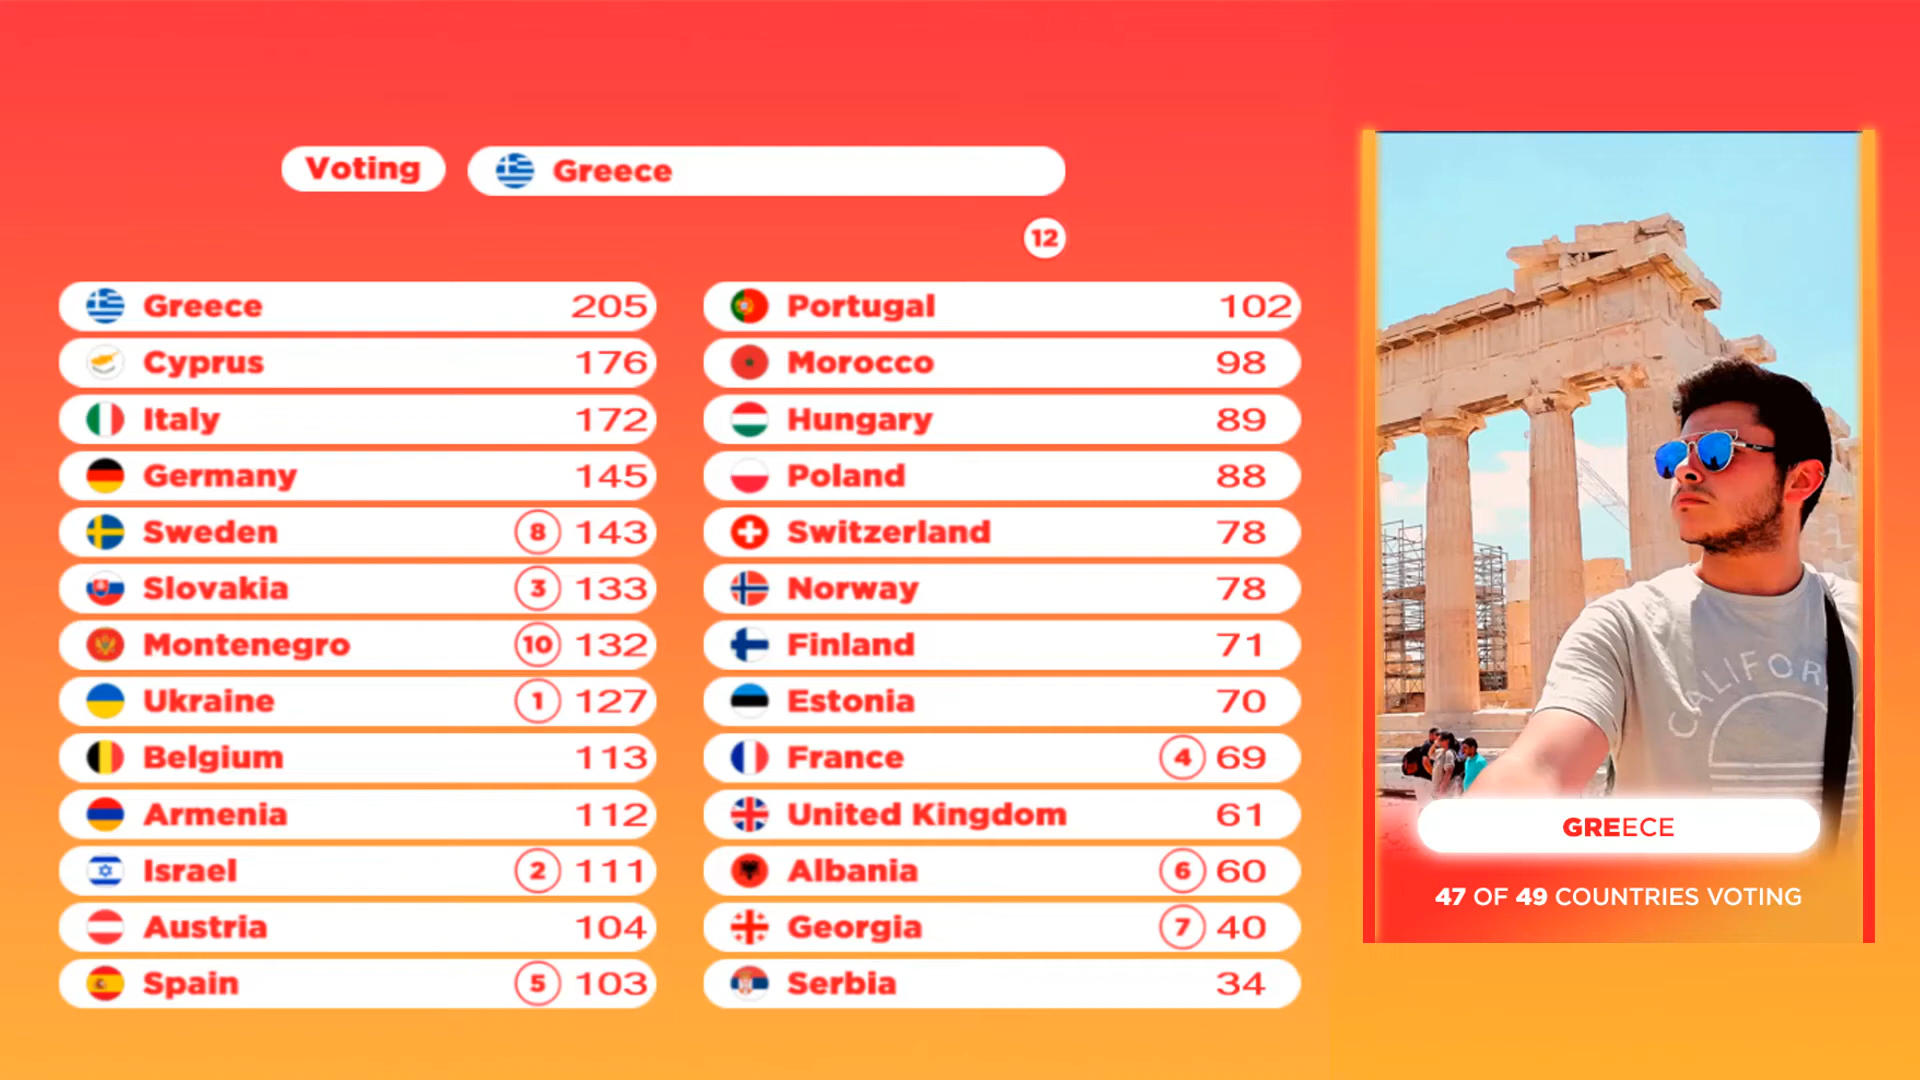 Voting
Greece
12
Greece 205
Cyprus 176
Italy 172
Germany 145
Sweden 8 143
Slovakia 3 133
Montenegro 10 132
Ukraine 1 127
Belgium 113
Armenia 112
Israel 2 111
Austria 104
Spain 5 103
Portugal 102
Morocco 98
Hungary 89
Poland 88
Switzerland 78
Norway 78
Finland 71
Estonia 70
France 4 69
United Kingdom 61
Albania 6 60
Georgia 7 40
Serbia 34
CALIFOR
GREECE
47 OF 49 COUNTRIES VOTING